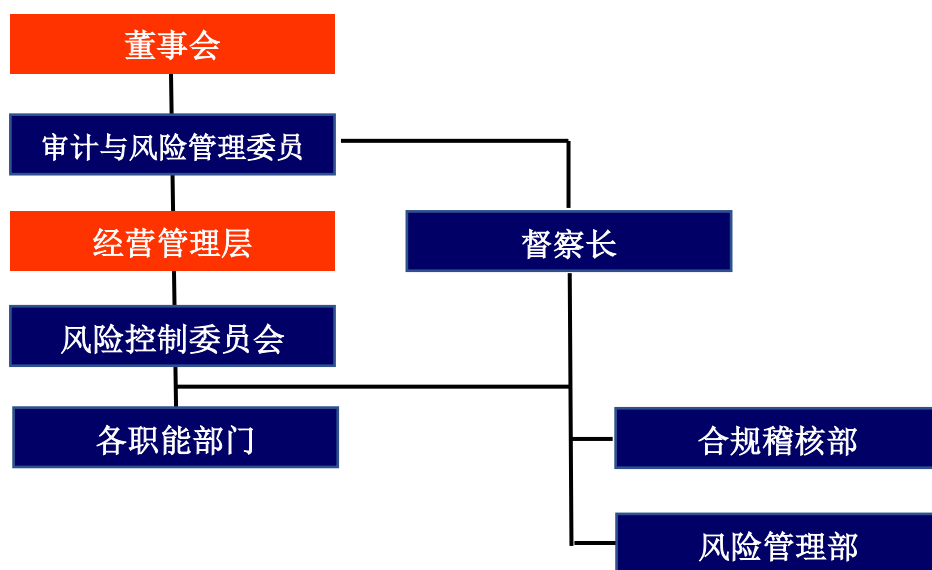 董事会
审计与风险管理委员
经营管理层
督察长
风险控制委员会
各职能部门
合规稽核部
风险管理部